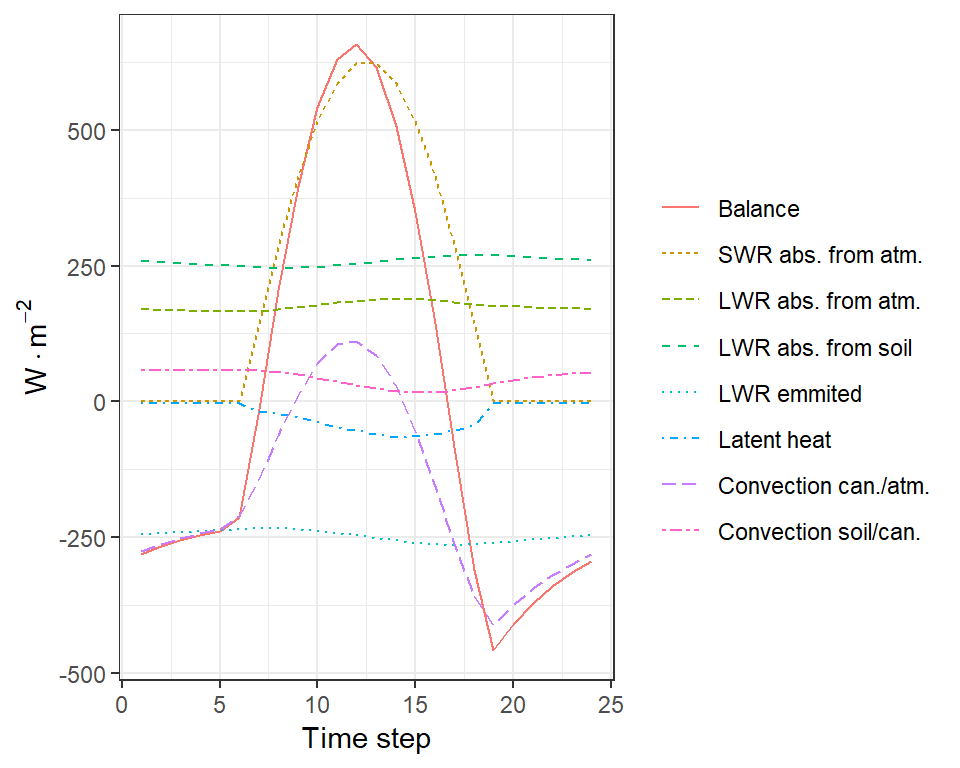 500
250
0
-250
-500
W · m⁻²
0 5 10 15 20 25
Time step
Balance
SWR abs. from atm.
LWR abs. from atm.
LWR abs. from soil
LWR emmited
Latent heat
Convection can./atm.
Convection soil/can.